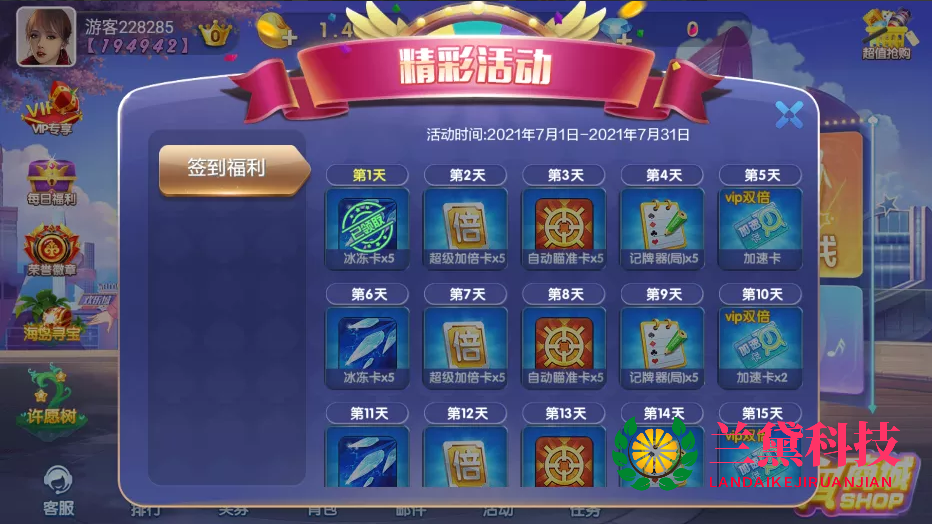 游客228285
【194942】
0
1.4
0
超值抢购
精彩活动
活动时间:2021年7月1日-2021年7月31日
签到福利
VIP
VIP专享
每日福利
荣誉徽章
海岛寻宝
许愿树
客服
第1天
第2天
第3天
第4天
第5天
已领取
倍
vip双倍
加速
冰冻卡x5
超级加倍卡x5
自动瞄准卡x5
记牌器(局)x5
加速卡
第6天
第7天
第8天
第9天
第10天
倍
vip双倍
加速
冰冻卡x5
超级加倍卡x5
自动瞄准卡x5
记牌器(局)x5
加速卡x2
第11天
第12天
第13天
第14天
第15天
倍
vip双倍
兰黛科技
LANDAIKEJIRUANJIAN
SHOP
排行
背包
邮件
活动
任务